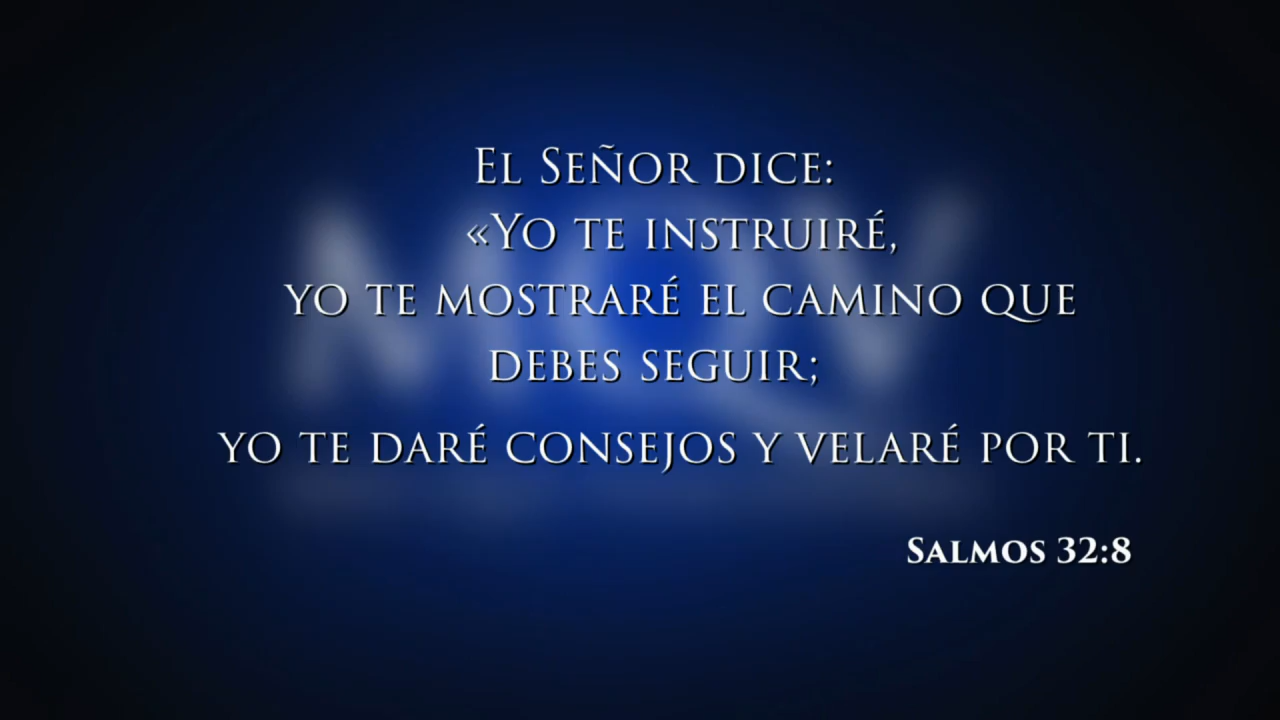 El Señor dice:
«Yo te instruiré,
yo te mostraré el camino que
debes seguir;
yo te daré consejos y velaré por ti.
Salmos 32:8